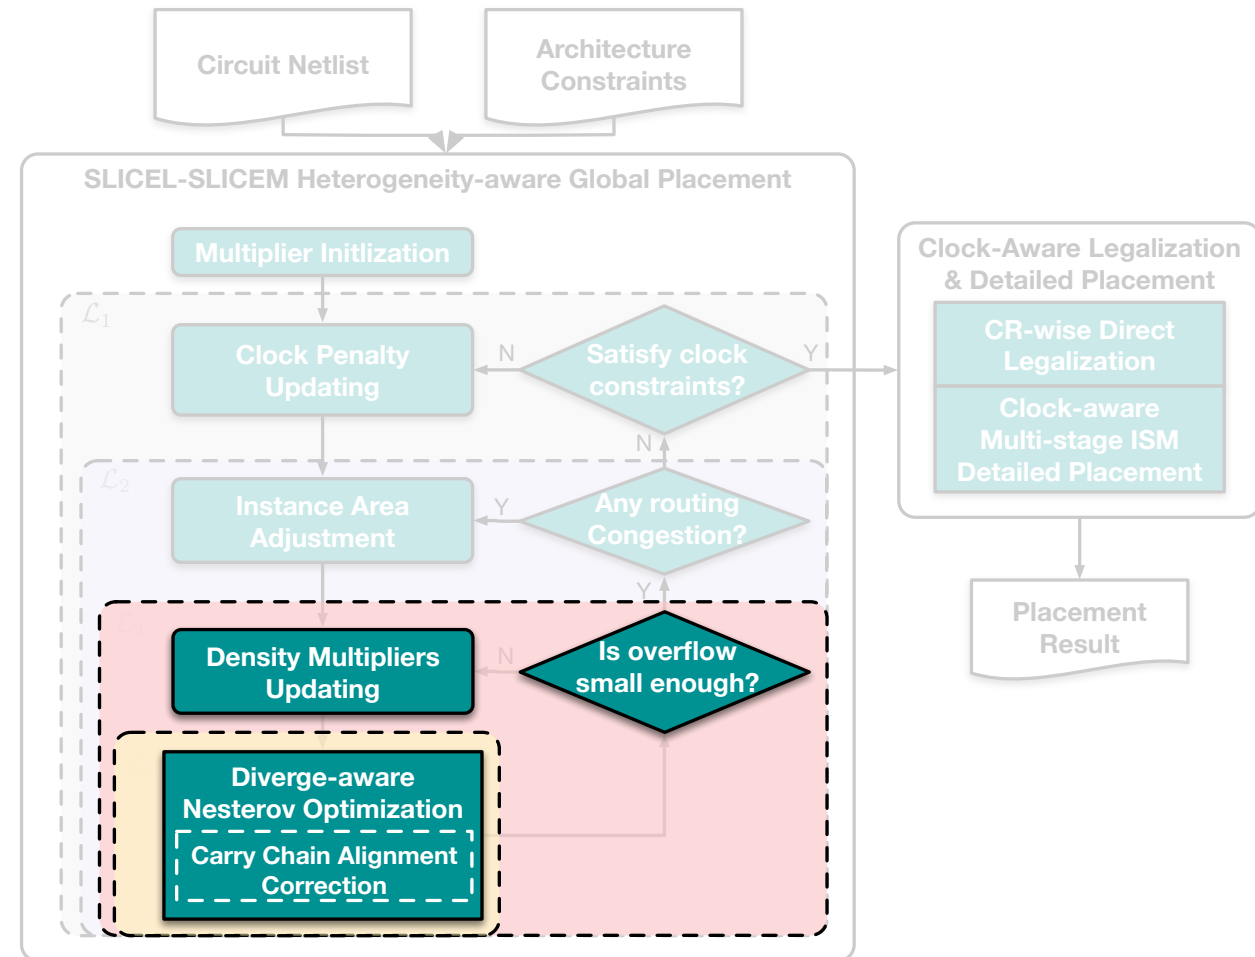 Circuit Netlist
Architecture
Constraints
SLICEL-SLICEM Heterogeneity-aware Global Placement
Multiplier Initlization
ℒ₁
Clock Penalty
Updating
N
Satisfy clock
constraints?
Y
Clock-Aware Legalization
& Detailed Placement
CR-wise Direct
Legalization
Clock-aware
Multi-stage ISM
Detailed Placement
N
ℒ₂
Instance Area
Adjustment
Y
Any routing
Congestion?
Y
Placement
Result
Density Multipliers
Updating
N
Is overflow
small enough?
Diverge-aware
Nesterov Optimization
Carry Chain Alignment
Correction